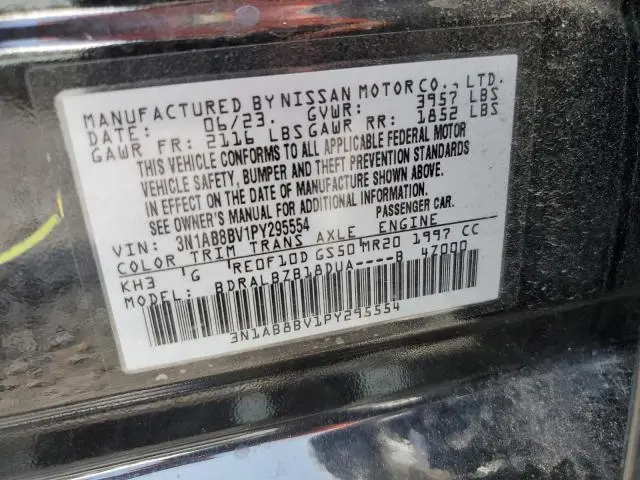 MANUFACTURED BY NISSAN MOTOR CO., LTD.
DATE: 06/23. GVWR: 3957 LBS
GAWR FR: 2116 LBS GAWR RR: 1852 LBS
THIS VEHICLE CONFORMS TO ALL APPLICABLE FEDERAL MOTOR
VEHICLE SAFETY, BUMPER, AND THEFT PREVENTION STANDARDS
IN EFFECT ON THE DATE OF MANUFACTURE SHOWN ABOVE.
SEE OWNER'S MANUAL FOR ADDITIONAL INFORMATION.
VIN: 3N1AB8BV1PY295554 PASSENGER CAR.
COLOR TRIM TRANS AXLE ENGINE
KH3 G RE0F10D GS50 MR20 1997 CC
MODEL: BDRALBZB18DUA----B 47000
3N1AB8BV1PY295554